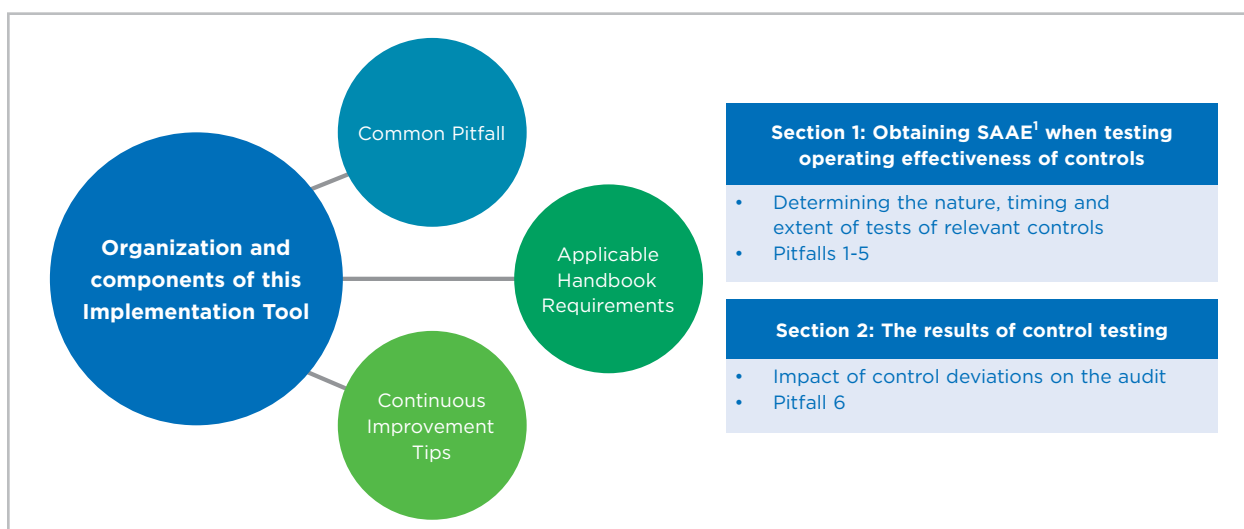 Common Pitfall
Organization and
components of this
Implementation Tool
Applicable
Handbook
Requirements
Continuous
Improvement
Tips
Section 1: Obtaining SAAE¹ when testing
operating effectiveness of controls
• Determining the nature, timing and
extent of tests of relevant controls
• Pitfalls 1-5
Section 2: The results of control testing
• Impact of control deviations on the audit
• Pitfall 6